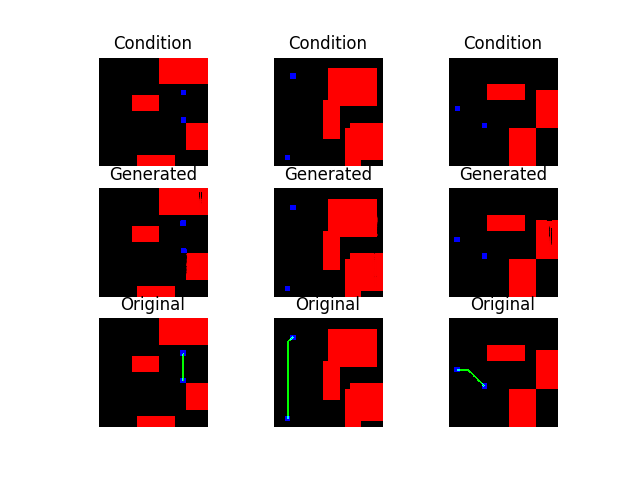 Condition
Condition
Condition
Generated
Generated
Generated
Original
Original
Original